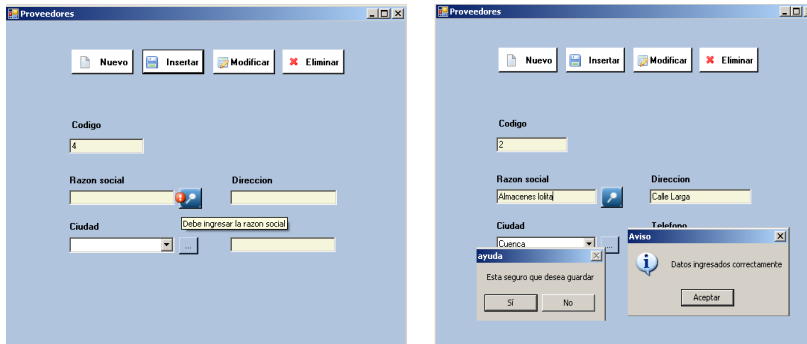 Proveedores
Nuevo Insertar Modificar Eliminar
Codigo
4
Razon social Direccion
Debe ingresar la razon social
Ciudad
...
Proveedores
Nuevo Insertar Modificar Eliminar
Codigo
2
Razon social Direccion
Almacenes lolita Calle Larga
Ciudad Telefono
Cuenca ...
ayuda
Esta seguro que desea guardar
Sí No
Aviso
Datos ingresados correctamente
Aceptar